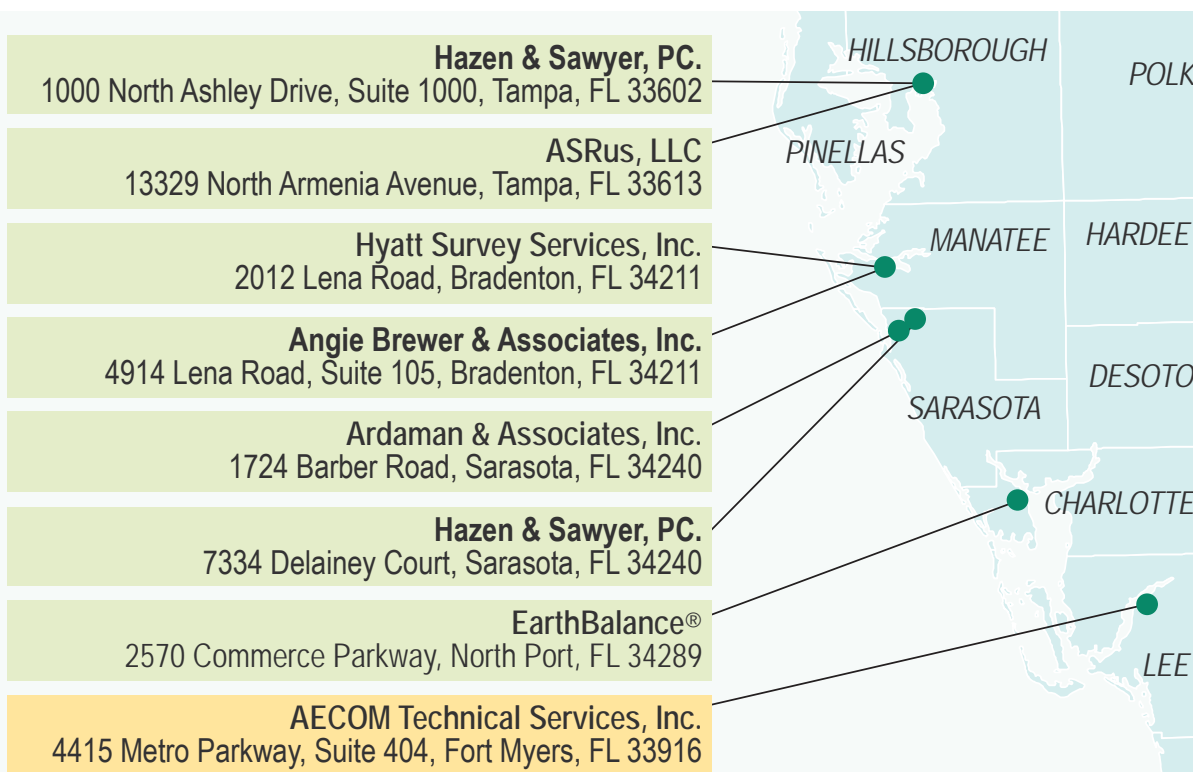 Hazen & Sawyer, PC.
1000 North Ashley Drive, Suite 1000, Tampa, FL 33602
ASRus, LLC
13329 North Armenia Avenue, Tampa, FL 33613
Hyatt Survey Services, Inc.
2012 Lena Road, Bradenton, FL 34211
Angie Brewer & Associates, Inc.
4914 Lena Road, Suite 105, Bradenton, FL 34211
Ardaman & Associates, Inc.
1724 Barber Road, Sarasota, FL 34240
Hazen & Sawyer, PC.
7334 Delainey Court, Sarasota, FL 34240
EarthBalance®
2570 Commerce Parkway, North Port, FL 34289
AECOM Technical Services, Inc.
4415 Metro Parkway, Suite 404, Fort Myers, FL 33916
HILLSBOROUGH
POLK
PINELLAS
MANATEE
HARDEE
DESOTO
SARASOTA
CHARLOTTE
LEE